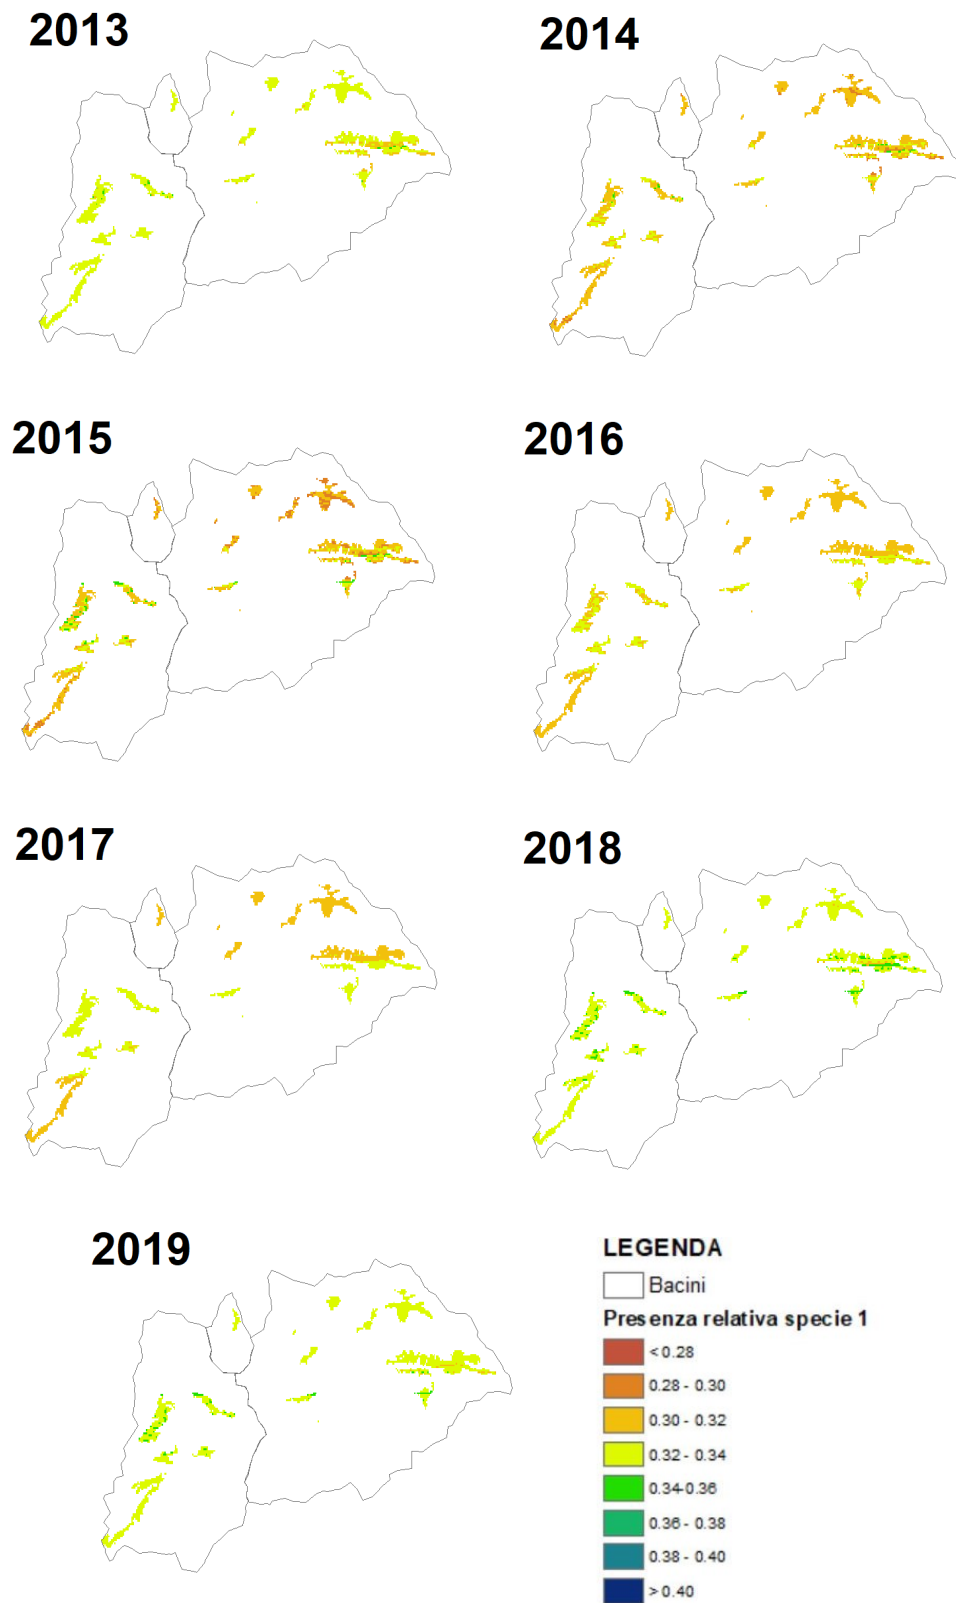 2013
2014
2015
2016
2017
2018
2019
LEGENDA
Bacini
Presenza relativa specie 1
< 0.28
0.28 - 0.30
0.30 - 0.32
0.32 - 0.34
0.34-0.36
0.36 - 0.38
0.38 - 0.40
> 0.40